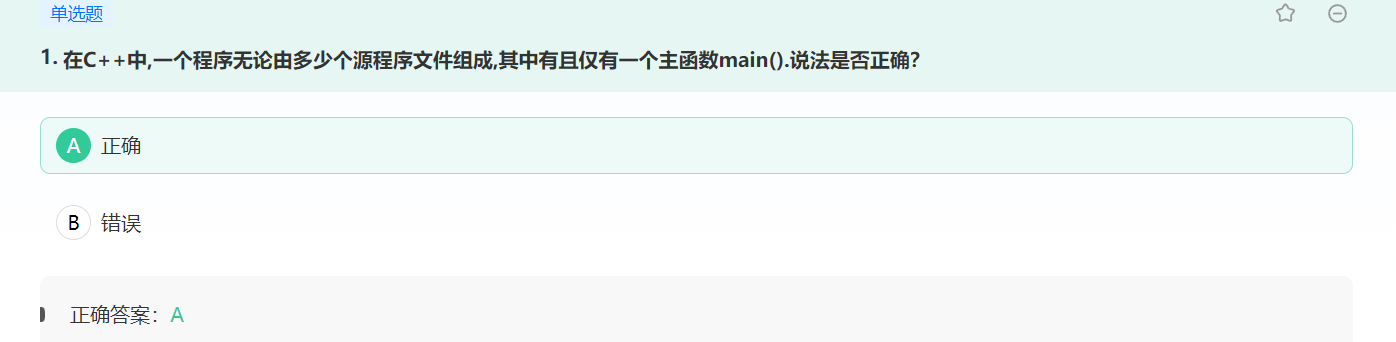 单选题
1. 在C++中,一个程序无论由多少个源程序文件组成,其中有且仅有一个主函数main().说法是否正确?
A 正确
B 错误
正确答案：A